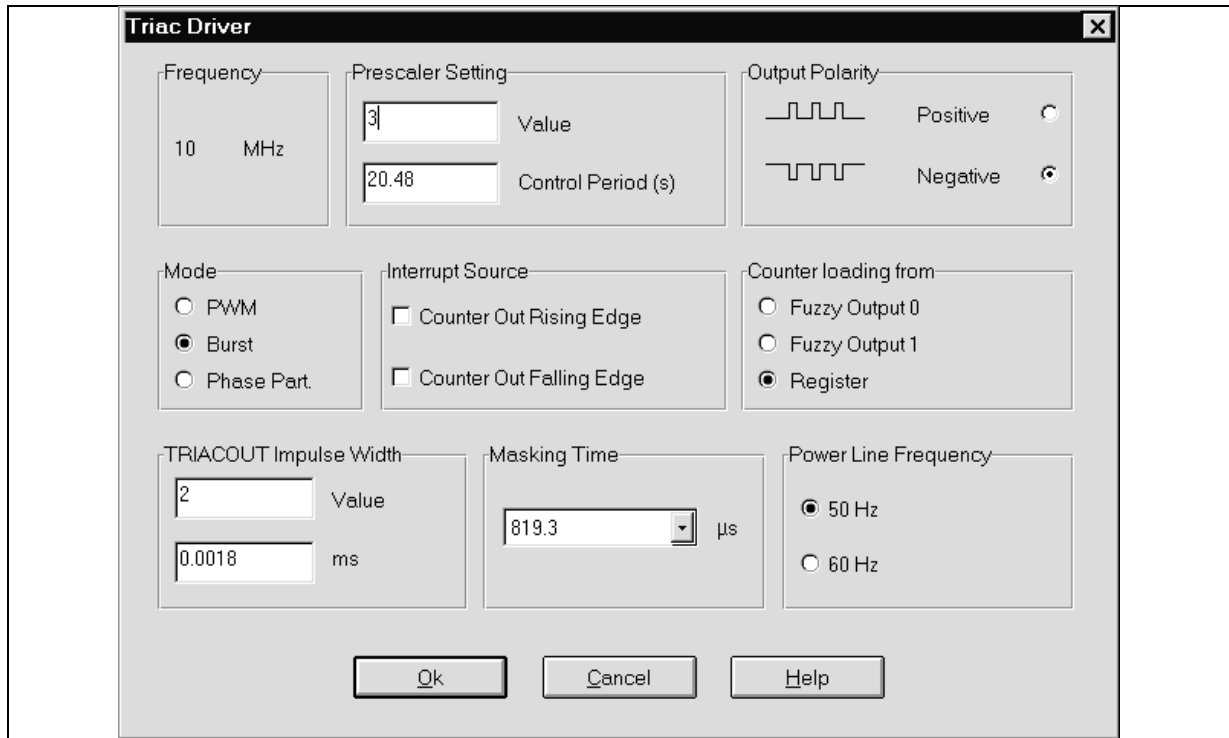 Triac Driver
Frequency
10 MHz
Prescaler Setting
3 Value
20.48 Control Period (s)
Output Polarity
Positive
Negative
Mode
PWM
Burst
Phase Part.
Interrupt Source
Counter Out Rising Edge
Counter Out Falling Edge
Counter loading from
Fuzzy Output 0
Fuzzy Output 1
Register
TRIACOUT Impulse Width
2 Value
0.0018 ms
Masking Time
819.3 µs
Power Line Frequency
50 Hz
60 Hz
Ok Cancel Help